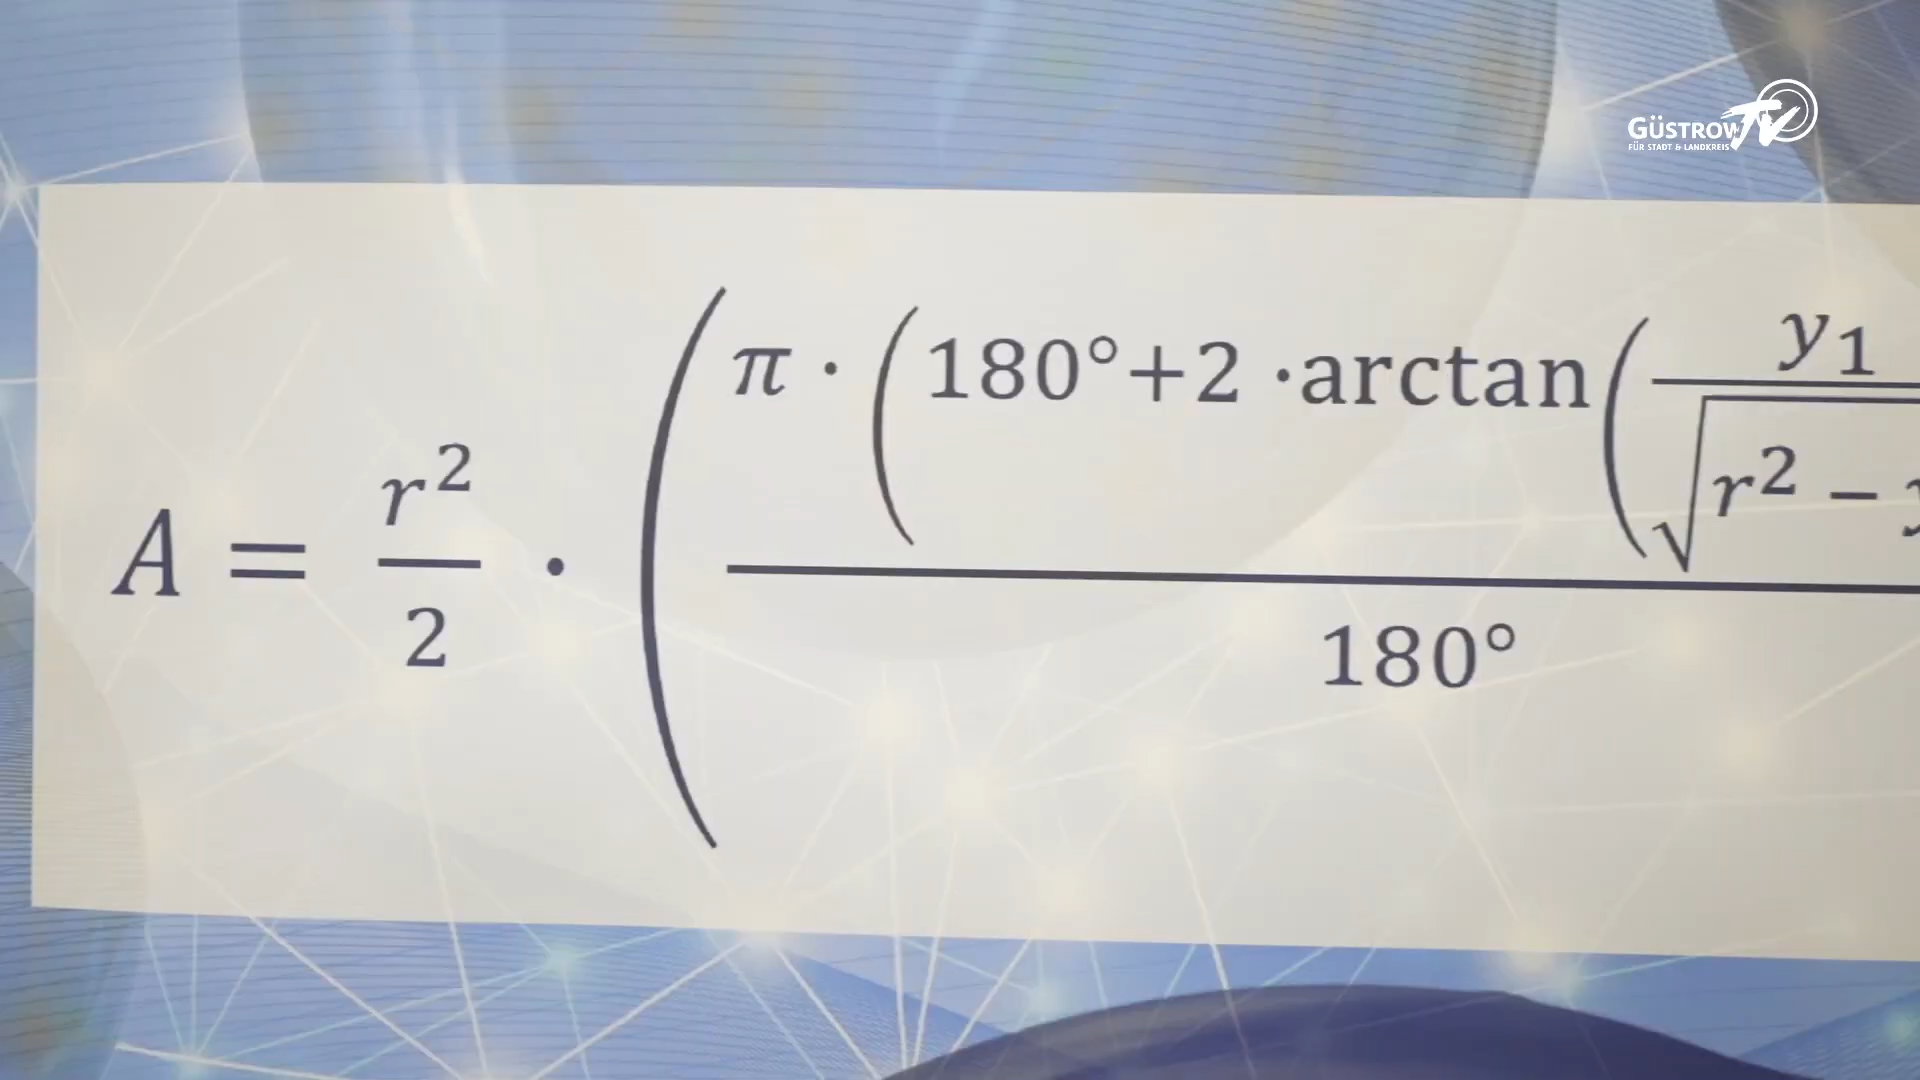 GÜSTROW TV
FÜR STADT & LANDKREIS
A = r²/2 · (π · (180°+2 ·arctan(y₁/√(r² −
180°